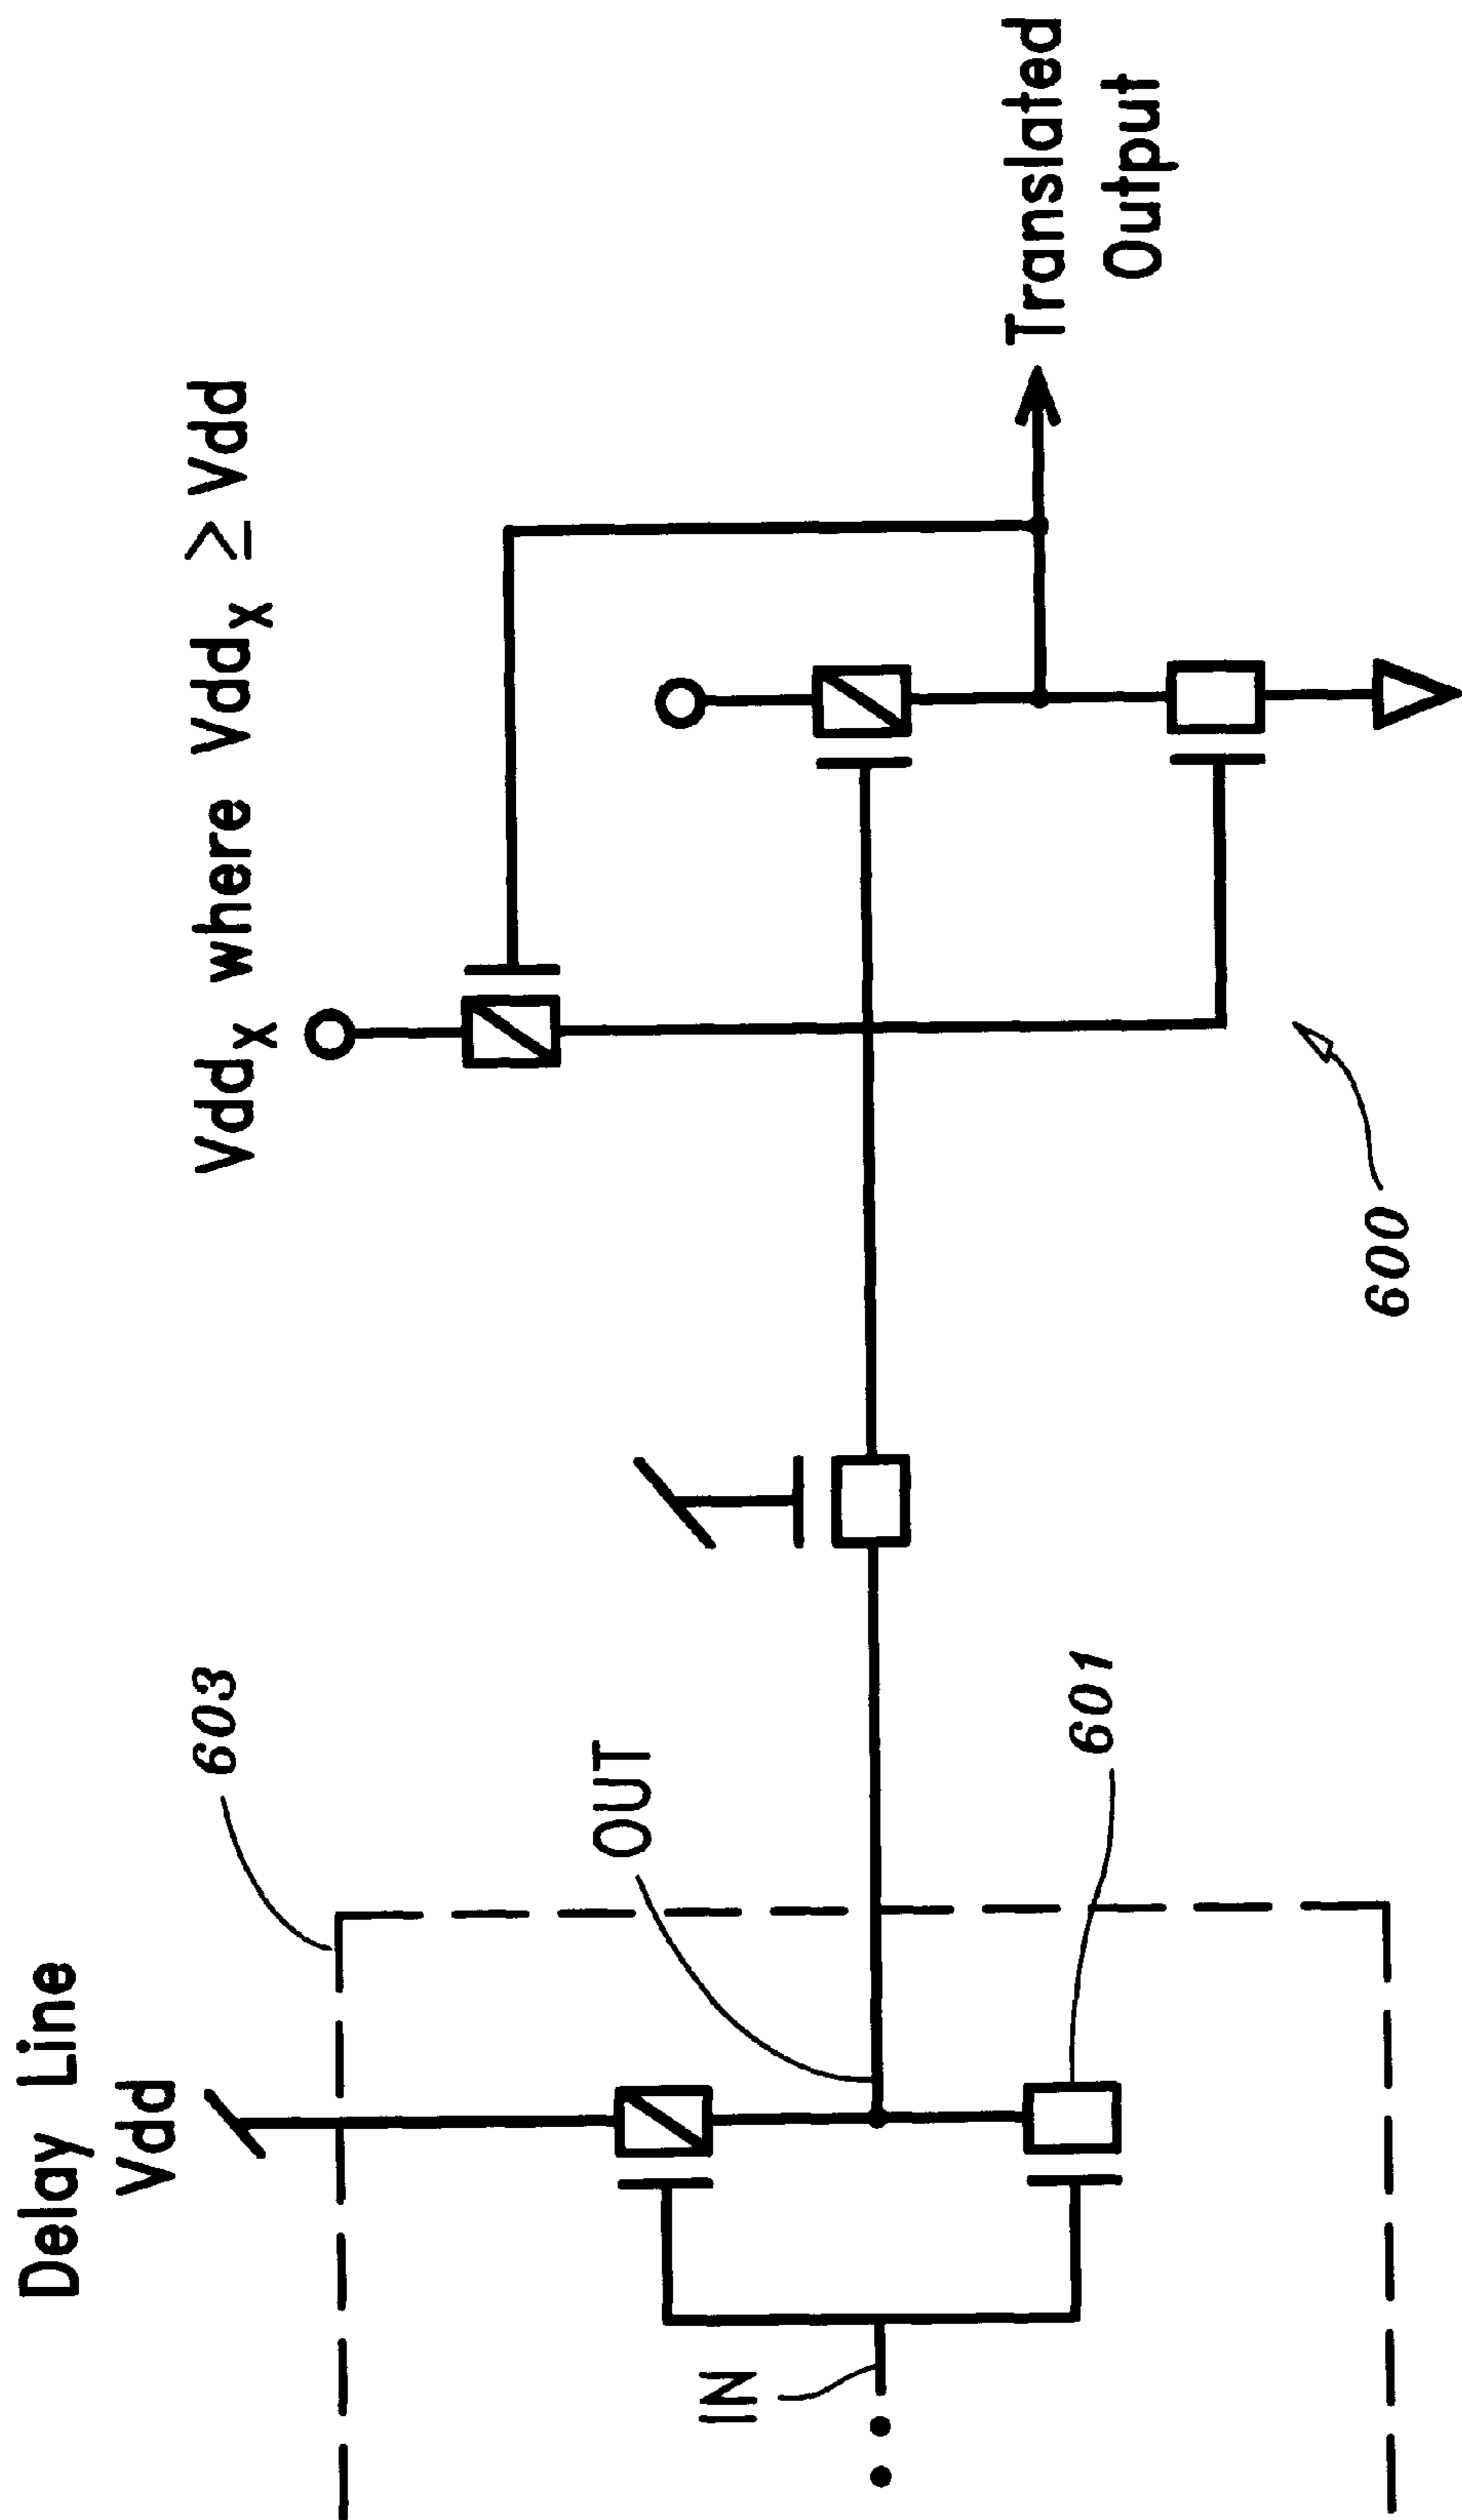 Delay Line
Vdd
603
Vddx where Vddx ≥ Vdd
OUT
IN
601
600
Translated
Output